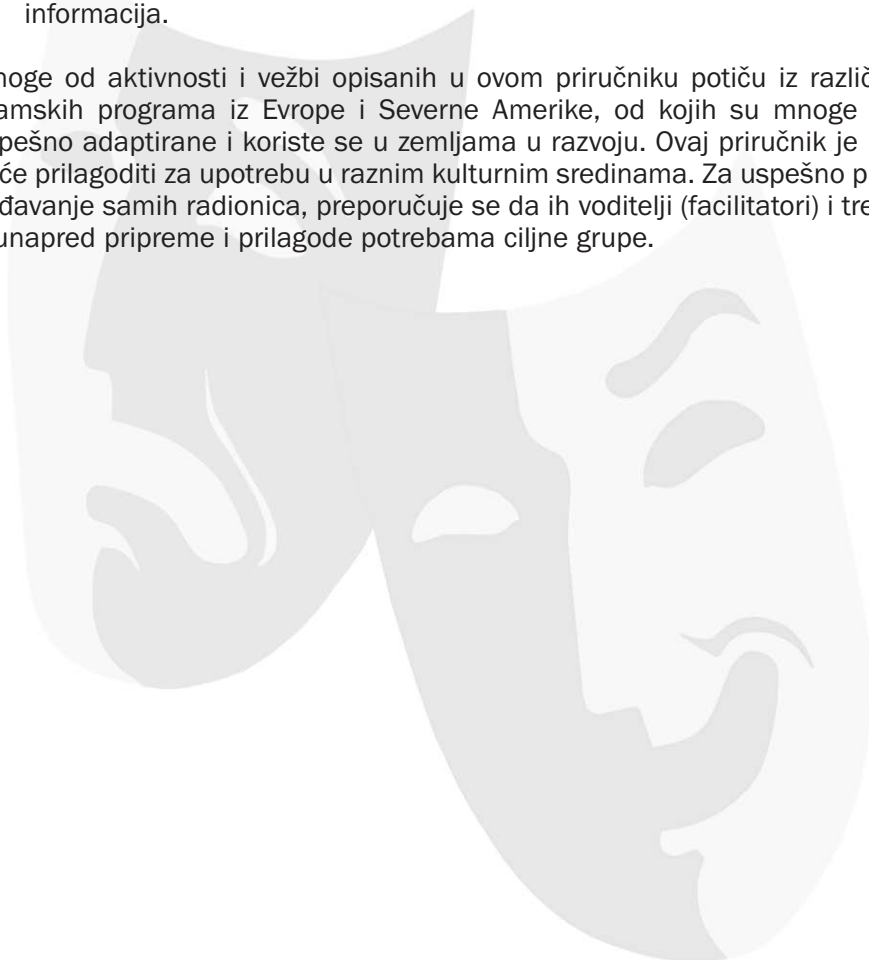 informacija.
noge od aktivnosti i vežbi opisanih u ovom priručniku potiču iz različ
amskih programa iz Evrope i Severne Amerike, od kojih su mnoge
pešno adaptirane i koriste se u zemljama u razvoju. Ovaj priručnik je
će prilagoditi za upotrebu u raznim kulturnim sredinama. Za uspešno p
đavanje samih radionica, preporučuje se da ih voditelji (facilitatori) i tre
unapred pripreme i prilagode potrebama ciljne grupe.